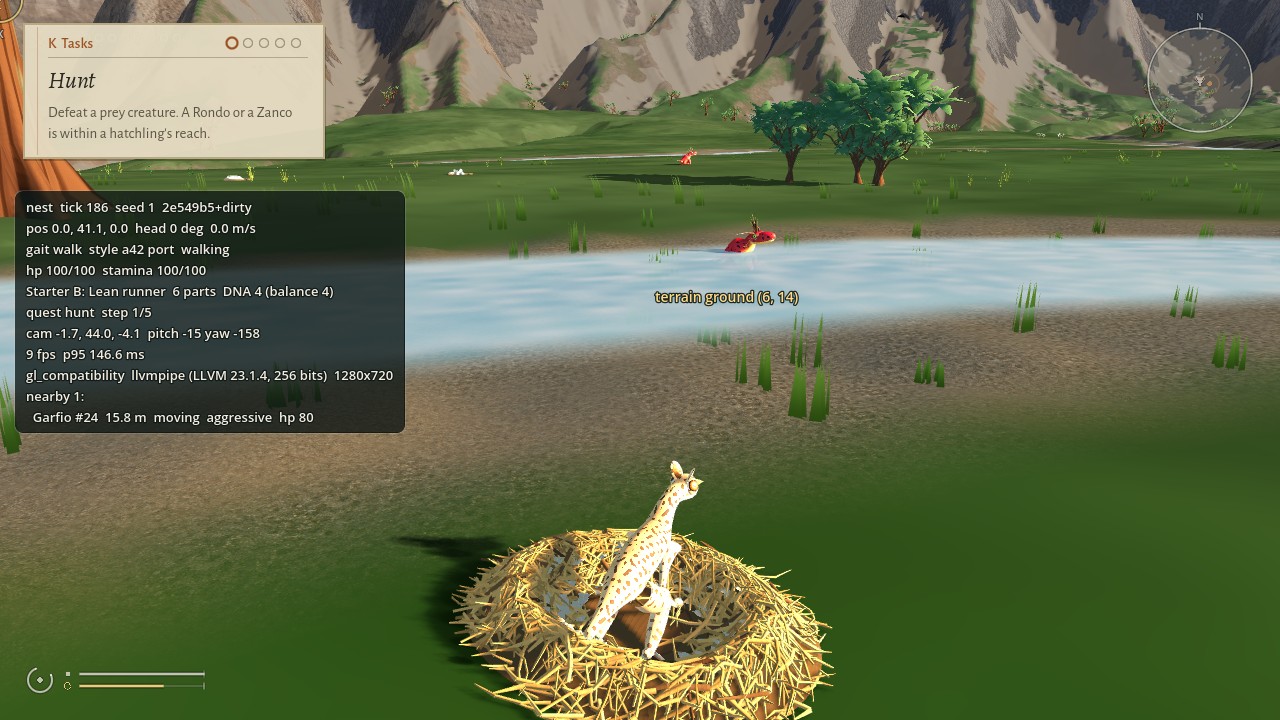 K Tasks
Hunt
Defeat a prey creature. A Rondo or a Zanco
is within a hatchling's reach.
N
nest tick 186 seed 1 2e549b5+dirty
pos 0.0, 41.1, 0.0 head 0 deg 0.0 m/s
gait walk style a42 port walking
hp 100/100 stamina 100/100
Starter B: Lean runner 6 parts DNA 4 (balance 4)
quest hunt step 1/5
cam -1.7, 44.0, -4.1 pitch -15 yaw -158
9 fps p95 146.6 ms
gl_compatibility llvmpipe (LLVM 23.1.4, 256 bits) 1280x720
nearby 1:
Garfio #24 15.8 m moving aggressive hp 80
terrain ground (6, 14)